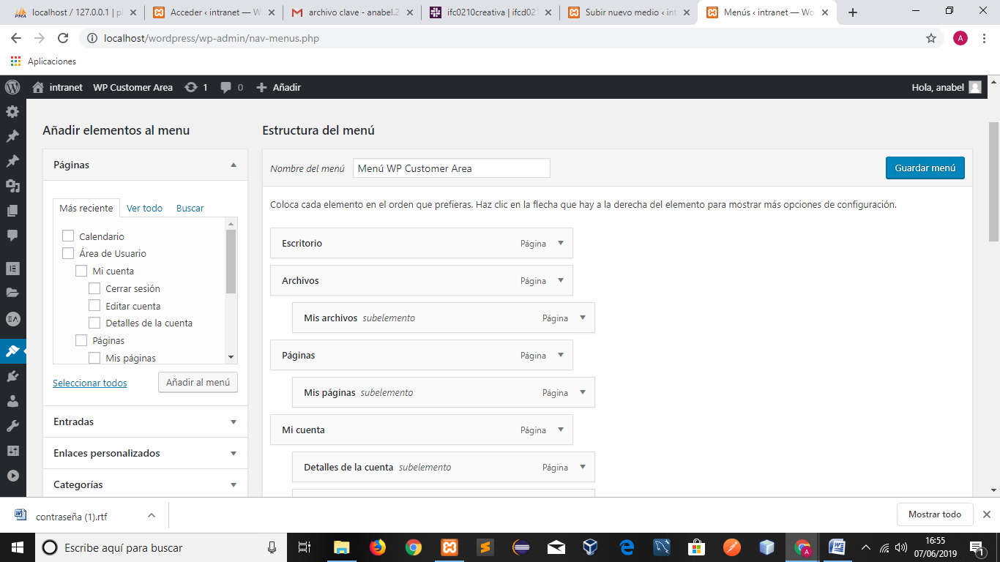 localhost / 127.0.0.1 | p
Acceder ‹ intranet — W
archivo clave - anabel.2
ifc0210creativa | ifcd021
Subir nuevo medio ‹ int
Menús ‹ intranet — Wo
localhost/wordpress/wp-admin/nav-menus.php
A
Aplicaciones
intranet
WP Customer Area
1
0
Añadir
Hola, anabel
Añadir elementos al menu
Estructura del menú
Páginas
Nombre del menú
Menú WP Customer Area
Guardar menú
Coloca cada elemento en el orden que prefieras. Haz clic en la flecha que hay a la derecha del elemento para mostrar más opciones de configuración.
Más reciente
Ver todo
Buscar
Calendario
Área de Usuario
Mi cuenta
Cerrar sesión
Editar cuenta
Detalles de la cuenta
Páginas
Mis páginas
Seleccionar todos
Añadir al menú
Entradas
Enlaces personalizados
Categorías
Escritorio Página
Archivos Página
Mis archivos subelemento Página
Páginas Página
Mis páginas subelemento Página
Mi cuenta Página
Detalles de la cuenta subelemento Página
contraseña (1).rtf
Mostrar todo
Escribe aquí para buscar
16:55
07/06/2019
1